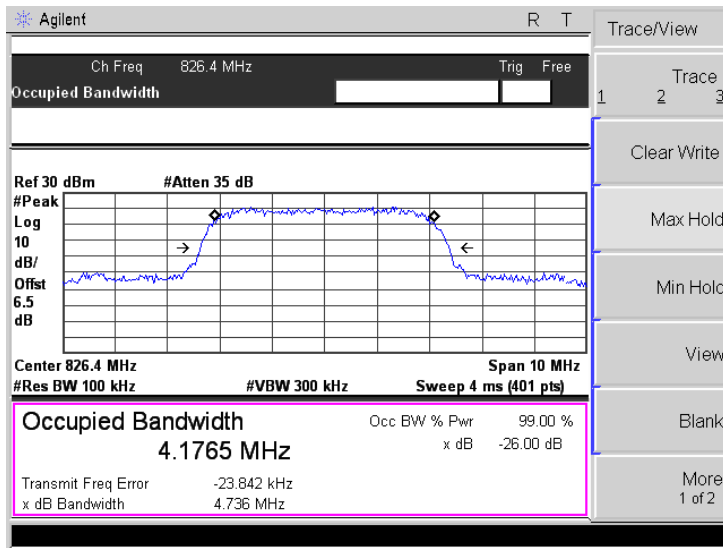 Agilent R T
Ch Freq 826.4 MHz Trig Free
Occupied Bandwidth
Ref 30 dBm #Atten 35 dB
#Peak
Log
10
dB/
Offst
6.5
dB
Center 826.4 MHz Span 10 MHz
#Res BW 100 kHz #VBW 300 kHz Sweep 4 ms (401 pts)
Occupied Bandwidth Occ BW % Pwr 99.00 %
4.1765 MHz x dB -26.00 dB
Transmit Freq Error -23.842 kHz
x dB Bandwidth 4.736 MHz
Trace/View
Trace
1 2 3
Clear Write
Max Hold
Min Hold
View
Blank
More
1 of 2